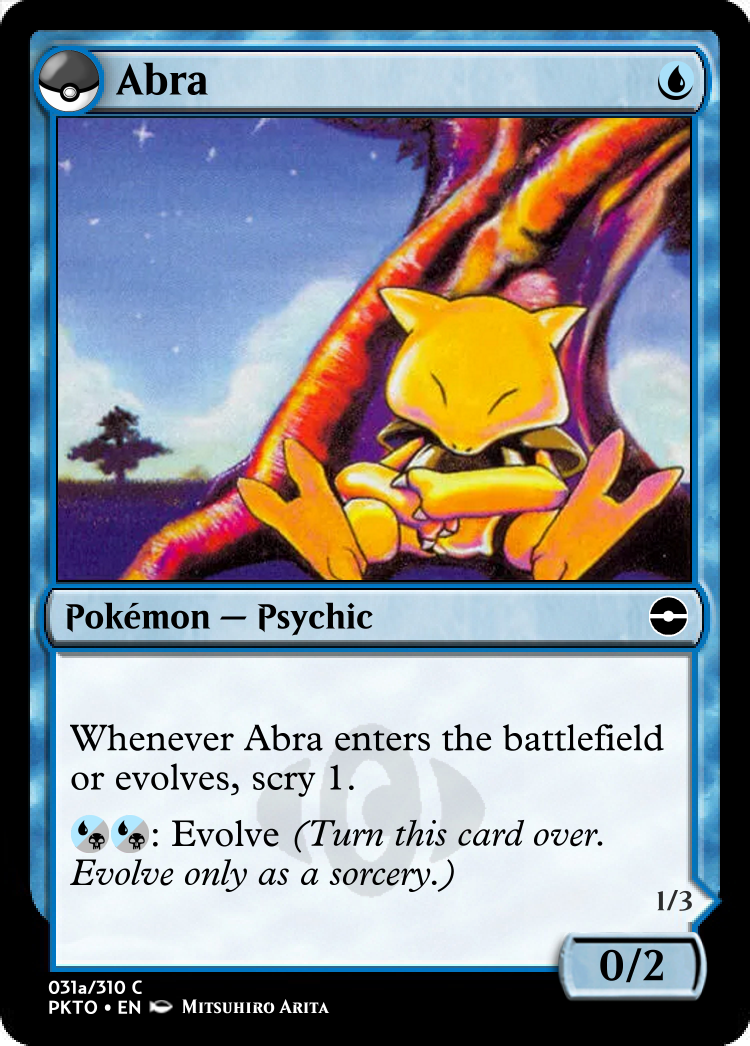 Abra
Pokémon — Psychic
Whenever Abra enters the battlefield
or evolves, scry 1.
: Evolve (Turn this card over.
Evolve only as a sorcery.)
1/3
0/2
031a/310 C
PKTO • EN Mitsuhiro Arita